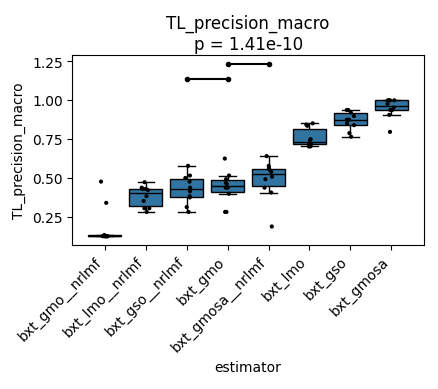 TL_precision_macro
p = 1.41e-10
1.25
1.00
0.75
0.50
0.25
TL_precision_macro
bxt_gmo__nrlmf
bxt_lmo__nrlmf
bxt_gso__nrlmf
bxt_gmo
bxt_gmosa__nrlmf
bxt_lmo
bxt_gso
bxt_gmosa
estimator